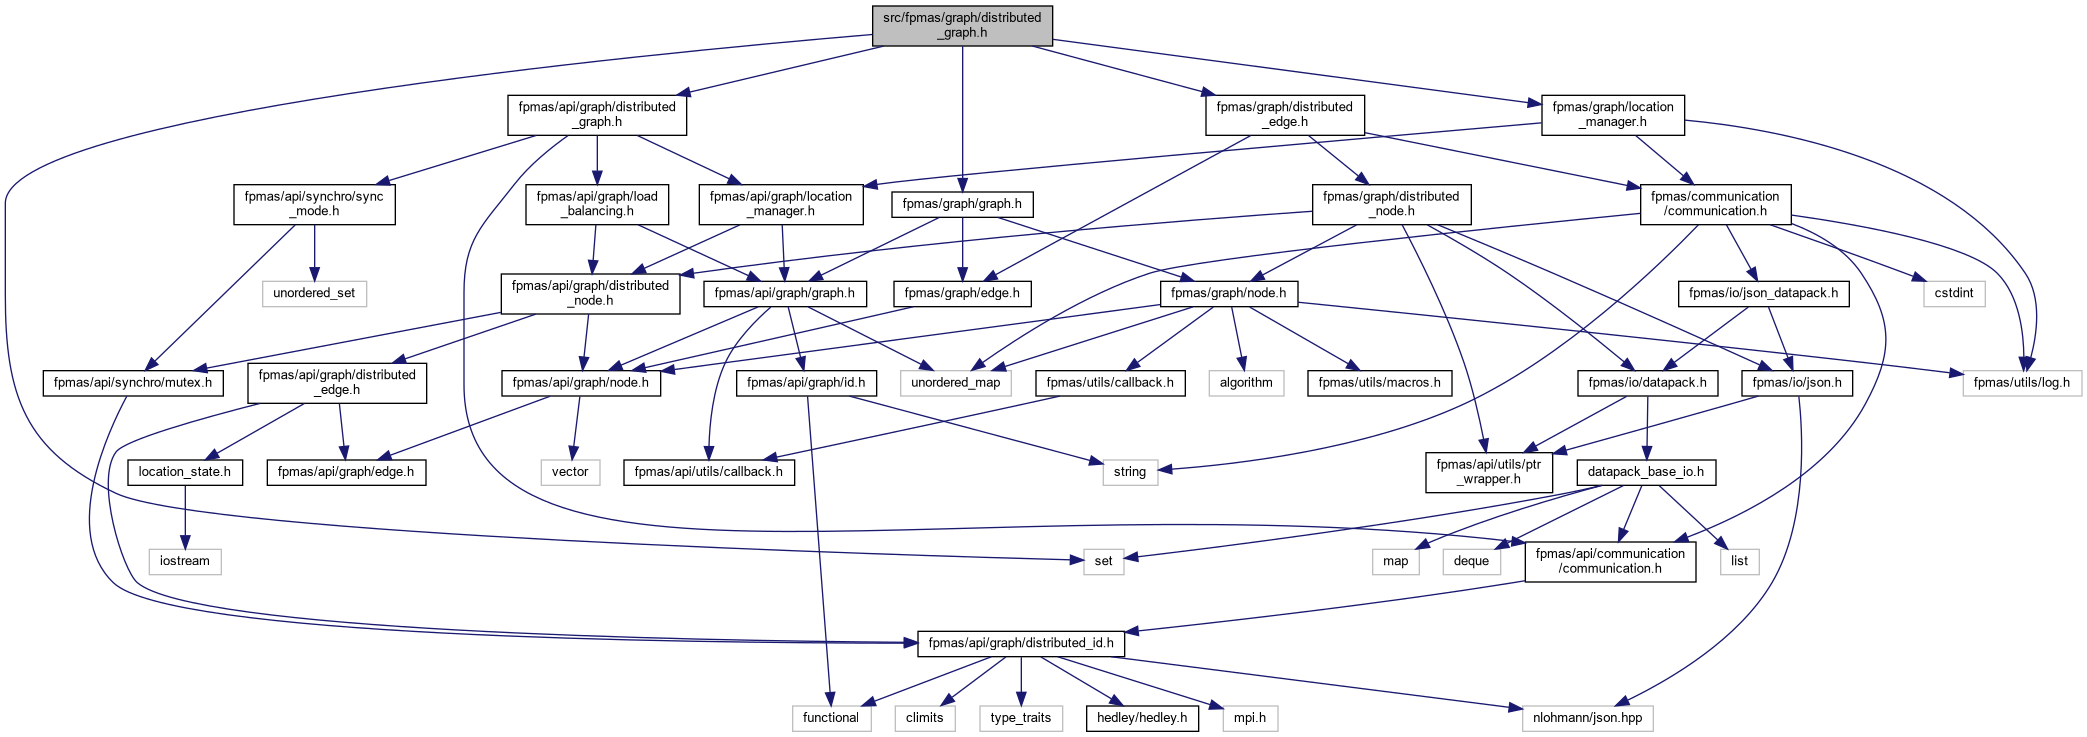 src/fpmas/graph/distributed
_graph.h
fpmas/api/graph/distributed
_graph.h
fpmas/graph/distributed
_edge.h
fpmas/graph/location
_manager.h
fpmas/api/synchro/sync
_mode.h
fpmas/api/graph/load
_balancing.h
fpmas/api/graph/location
_manager.h
fpmas/graph/graph.h
fpmas/graph/distributed
_node.h
fpmas/communication
/communication.h
unordered_set
fpmas/api/graph/distributed
_node.h
fpmas/api/graph/graph.h
fpmas/graph/edge.h
fpmas/graph/node.h
fpmas/io/json_datapack.h
cstdint
fpmas/api/synchro/mutex.h
fpmas/api/graph/distributed
_edge.h
fpmas/api/graph/node.h
fpmas/api/graph/id.h
unordered_map
fpmas/utils/callback.h
algorithm
fpmas/utils/macros.h
fpmas/io/datapack.h
fpmas/io/json.h
fpmas/utils/log.h
location_state.h
fpmas/api/graph/edge.h
vector
fpmas/api/utils/callback.h
string
fpmas/api/utils/ptr
_wrapper.h
datapack_base_io.h
iostream
set
map
deque
fpmas/api/communication
/communication.h
list
fpmas/api/graph/distributed_id.h
functional
climits
type_traits
hedley/hedley.h
mpi.h
nlohmann/json.hpp